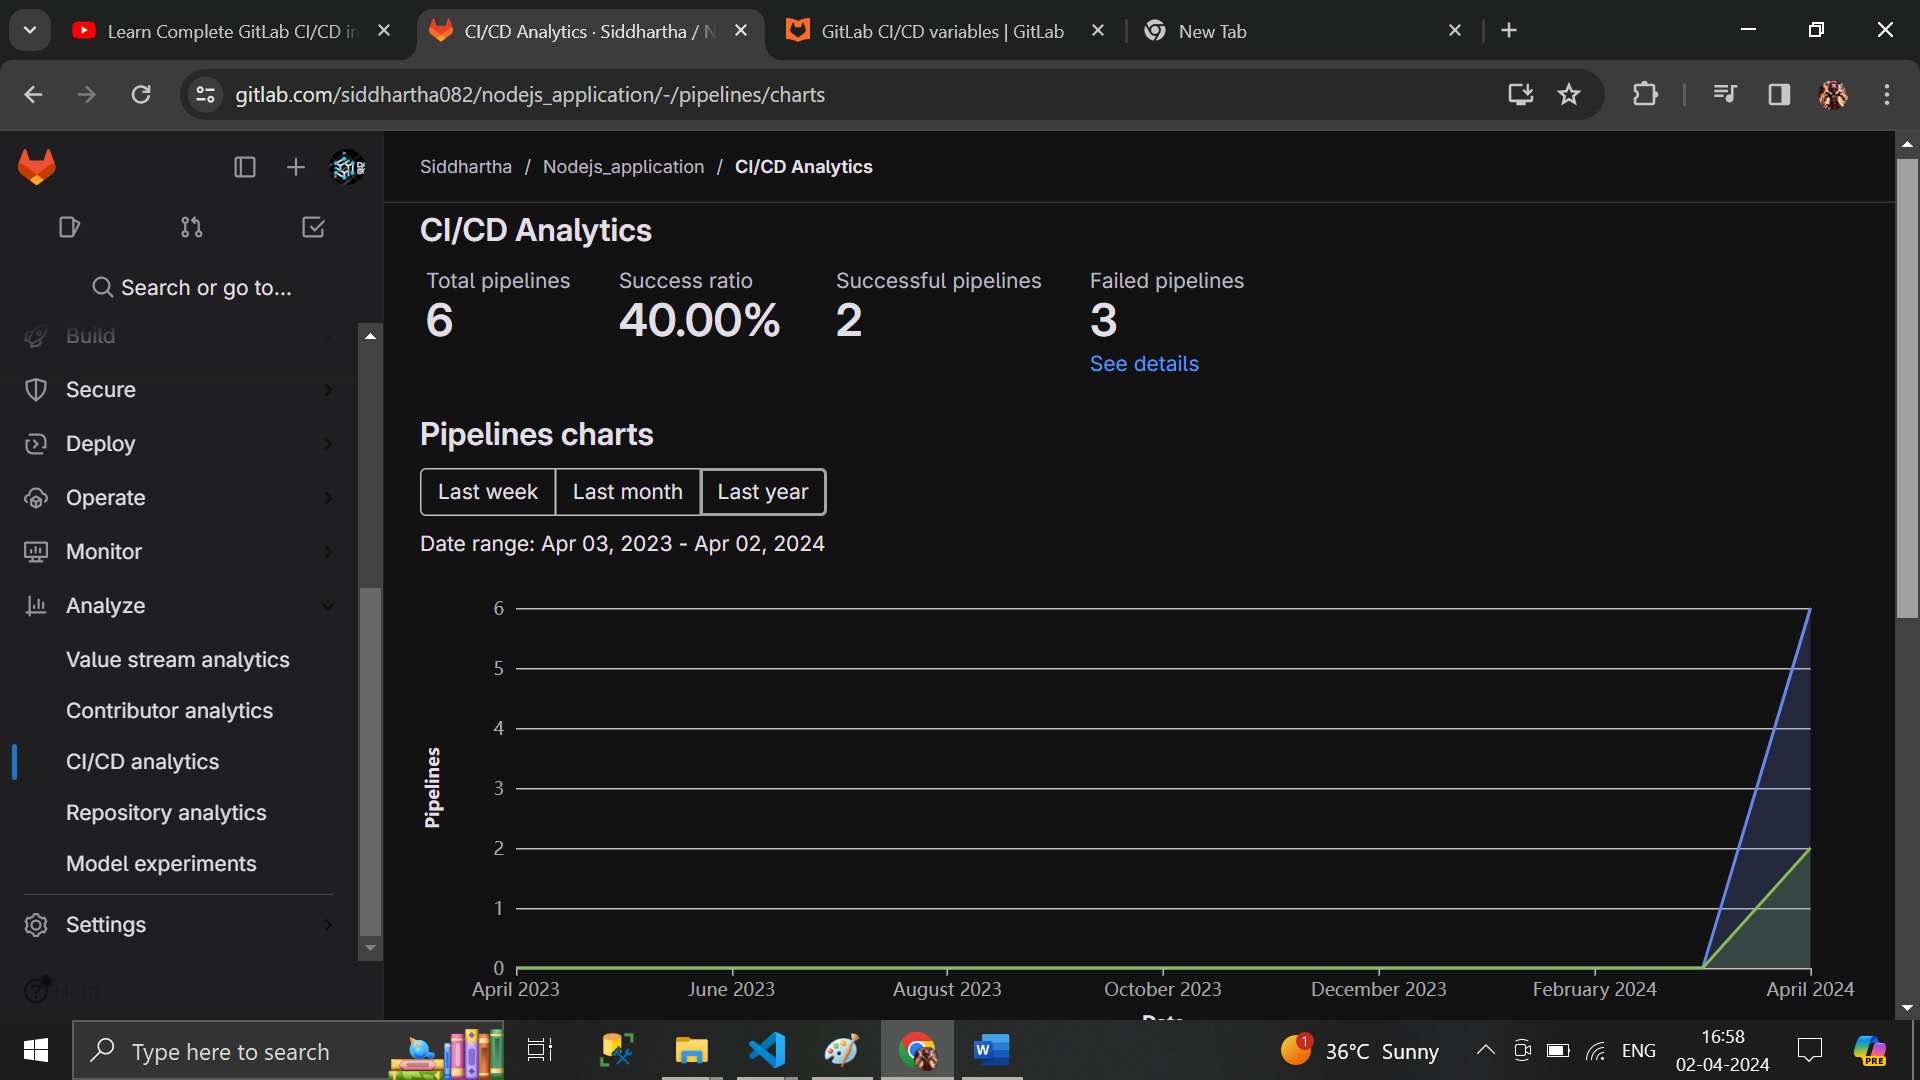 Learn Complete GitLab CI/CD in
CI/CD Analytics · Siddhartha / N
GitLab CI/CD variables | GitLab
New Tab
gitlab.com/siddhartha082/nodejs_application/-/pipelines/charts
Siddhartha / Nodejs_application / CI/CD Analytics
Search or go to...
Build
Secure
Deploy
Operate
Monitor
Analyze
Value stream analytics
Contributor analytics
CI/CD analytics
Repository analytics
Model experiments
Settings
Help
CI/CD Analytics
Total pipelines Success ratio Successful pipelines Failed pipelines
6 40.00% 2 3
See details
Pipelines charts
Last week Last month Last year
Date range: Apr 03, 2023 - Apr 02, 2024
Pipelines
6
5
4
3
2
1
0
April 2023 June 2023 August 2023 October 2023 December 2023 February 2024 April 2024
Date
Type here to search
1
36°C Sunny
ENG
16:58
02-04-2024
PRE